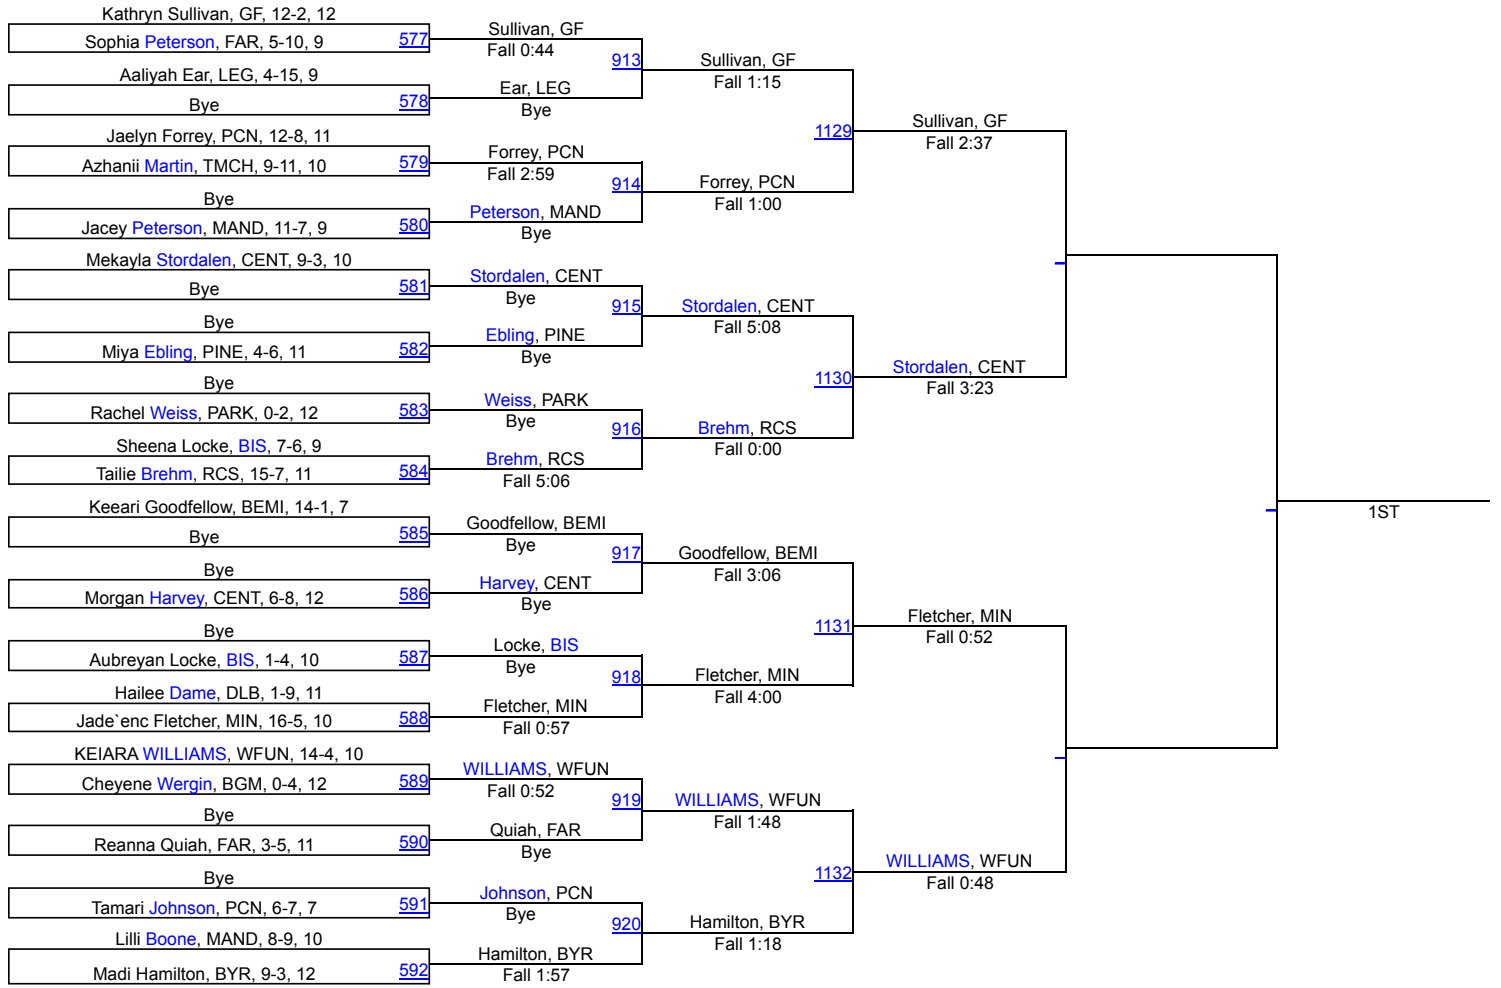 Kathryn Sullivan, GF, 12-2, 12
Sophia Peterson, FAR, 5-10, 9
577
Aaliyah Ear, LEG, 4-15, 9
Bye
578
Jaelyn Forrey, PCN, 12-8, 11
Azhanii Martin, TMCH, 9-11, 10
579
Bye
Jacey Peterson, MAND, 11-7, 9
580
Mekayla Stordalen, CENT, 9-3, 10
Bye
581
Bye
Miya Ebling, PINE, 4-6, 11
582
Bye
Rachel Weiss, PARK, 0-2, 12
583
Sheena Locke, BIS, 7-6, 9
Tailie Brehm, RCS, 15-7, 11
584
Keeari Goodfellow, BEMI, 14-1, 7
Bye
585
Bye
Morgan Harvey, CENT, 6-8, 12
586
Bye
Aubreyan Locke, BIS, 1-4, 10
587
Hailee Dame, DLB, 1-9, 11
Jade`enc Fletcher, MIN, 16-5, 10
588
KEIARA WILLIAMS, WFUN, 14-4, 10
Cheyene Wergin, BGM, 0-4, 12
589
Bye
Reanna Quiah, FAR, 3-5, 11
590
Bye
Tamari Johnson, PCN, 6-7, 7
591
Lilli Boone, MAND, 8-9, 10
Madi Hamilton, BYR, 9-3, 12
592
Sullivan, GF
Fall 0:44
913
Ear, LEG
Bye
Forrey, PCN
Fall 2:59
914
Peterson, MAND
Bye
Stordalen, CENT
Bye
915
Ebling, PINE
Bye
Weiss, PARK
Bye
916
Brehm, RCS
Fall 5:06
Goodfellow, BEMI
Bye
917
Harvey, CENT
Bye
Locke, BIS
Bye
918
Fletcher, MIN
Fall 0:57
WILLIAMS, WFUN
Fall 0:52
919
Quiah, FAR
Bye
Johnson, PCN
Bye
920
Hamilton, BYR
Fall 1:57
Sullivan, GF
Fall 1:15
1129
Forrey, PCN
Fall 1:00
Stordalen, CENT
Fall 5:08
1130
Brehm, RCS
Fall 0:00
Goodfellow, BEMI
Fall 3:06
1131
Fletcher, MIN
Fall 4:00
WILLIAMS, WFUN
Fall 1:48
1132
Hamilton, BYR
Fall 1:18
Sullivan, GF
Fall 2:37
Stordalen, CENT
Fall 3:23
Fletcher, MIN
Fall 0:52
WILLIAMS, WFUN
Fall 0:48
1ST